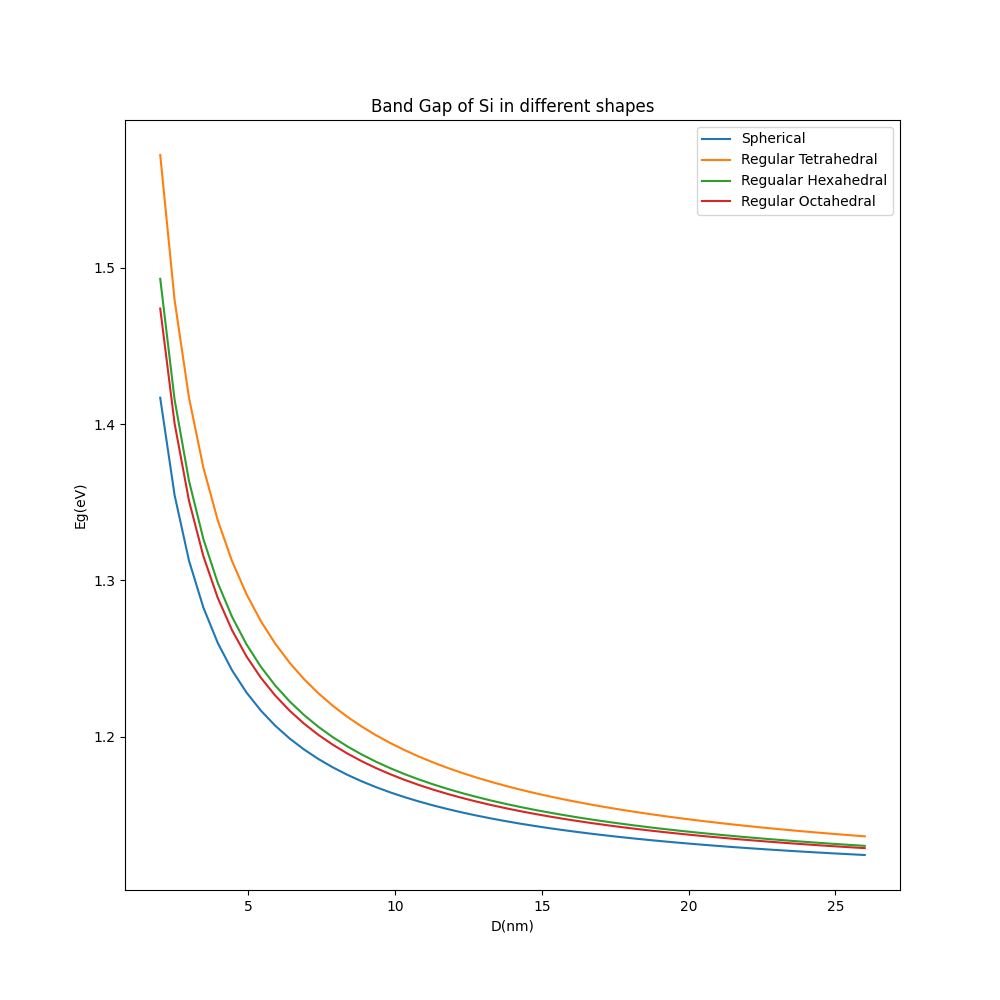 Band Gap of Si in different shapes
Spherical
Regular Tetrahedral
Regualar Hexahedral
Regular Octahedral
1.5
1.4
1.3
1.2
Eg(eV)
5 10 15 20 25
D(nm)